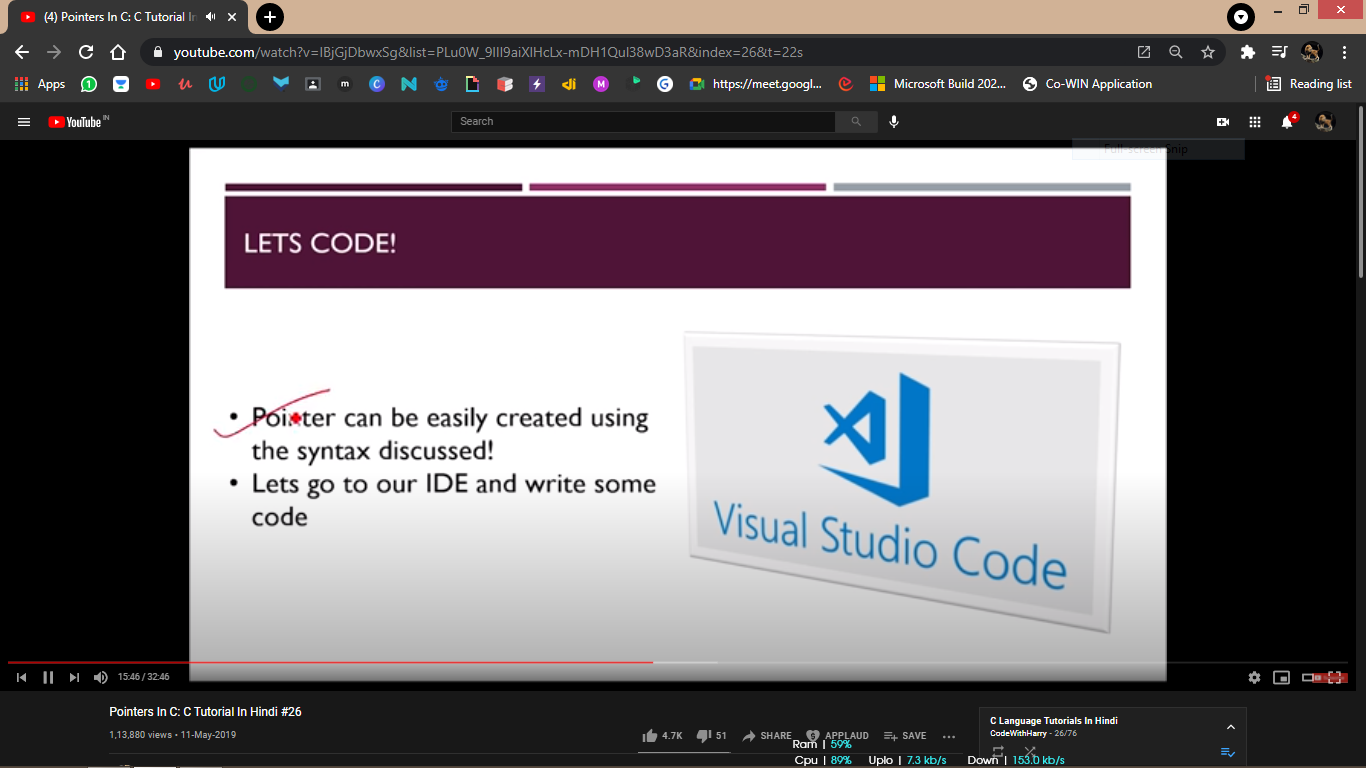 (4) Pointers In C: C Tutorial In
youtube.com/watch?v=IBjGjDbwxSg&list=PLu0W_9lII9aiXlHcLx-mDH1QuI38wD3aR&index=26&t=22s
Apps
https://meet.googl...
Microsoft Build 202...
Co-WIN Application
Reading list
YouTube IN
Search
4
Full-screen Snip
LETS CODE!
• Pointer can be easily created using
the syntax discussed!
• Lets go to our IDE and write some
code
Visual Studio Code
15:46 / 32:46
Pointers In C: C Tutorial In Hindi #26
1,13,880 views • 11-May-2019
4.7K
51
SHARE
APPLAUD
SAVE
C Language Tutorials In Hindi
CodeWithHarry - 26/76
Ram | 59%
Cpu | 89% Uplo | 7.3 kb/s Down | 153.0 kb/s